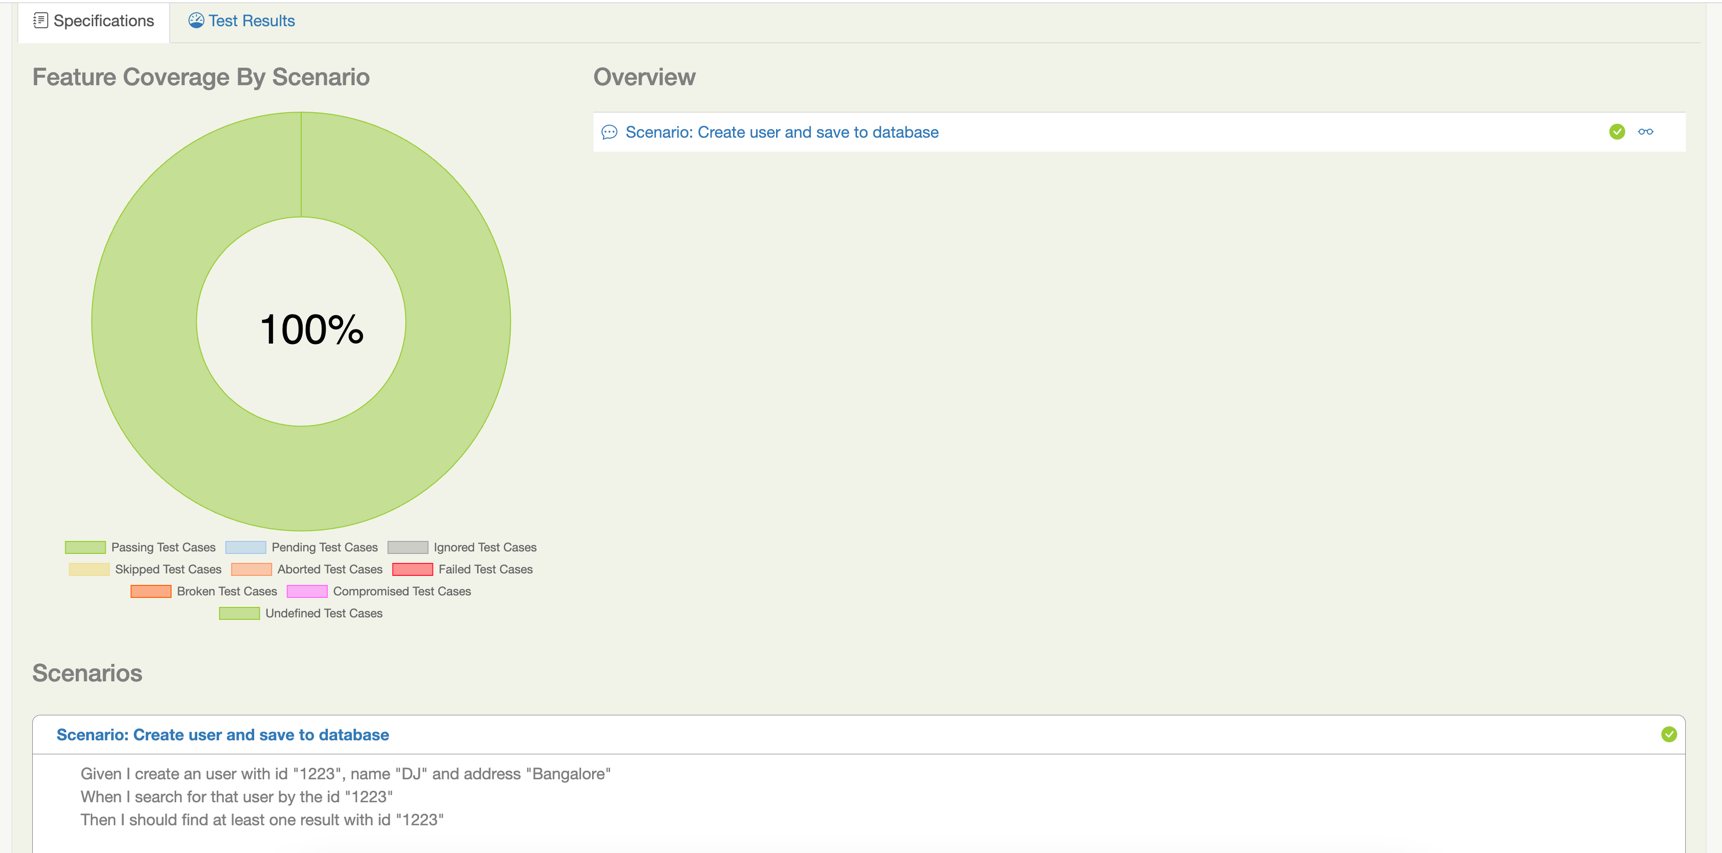 Specifications
Test Results
Feature Coverage By Scenario
100%
Passing Test Cases Pending Test Cases Ignored Test Cases
Skipped Test Cases Aborted Test Cases Failed Test Cases
Broken Test Cases Compromised Test Cases
Undefined Test Cases
Overview
Scenario: Create user and save to database
Scenarios
Scenario: Create user and save to database
Given I create an user with id "1223", name "DJ" and address "Bangalore"
When I search for that user by the id "1223"
Then I should find at least one result with id "1223"